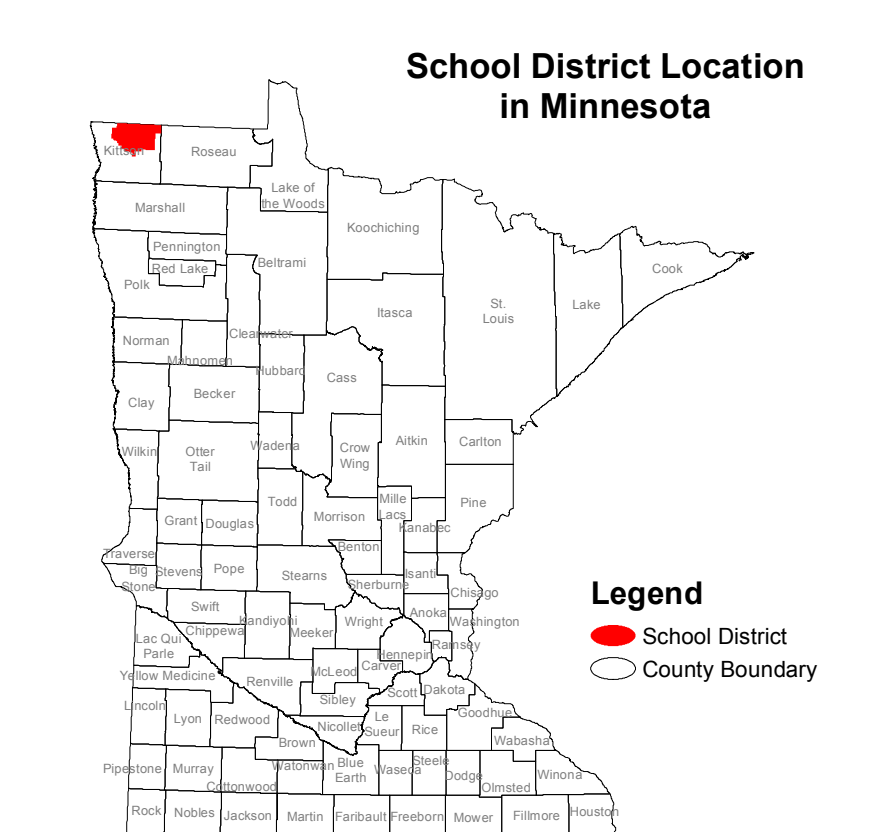 School District Location
in Minnesota
Kittson
Roseau
Lake of
the Woods
Marshall
Koochiching
Pennington
Beltrami
Red Lake
Cook
Polk
St.
Louis
Lake
Itasca
Clearwater
Norman
Mahnomen
Hubbard
Cass
Becker
Clay
Aitkin
Carlton
Wilkin
Otter
Tail
Wadena
Crow
Wing
Mille
Lacs
Todd
Pine
Morrison
Grant
Douglas
Kanabec
Benton
Traverse
Big
Stone
Stevens
Pope
Stearns
Isanti
Sherburne
Chisago
Legend
Swift
Anoka
Kandiyohi
Wright
Washington
Chippewa
Meeker
School District
Lac Qui
Parle
Ramsey
Hennepin
Carver
County Boundary
McLeod
Yellow Medicine
Renville
Scott
Dakota
Sibley
Lincoln
Lyon
Redwood
Goodhue
Le
Sueur
Nicollet
Rice
Brown
Wabasha
Steele
Pipestone
Murray
Watonwan
Blue
Earth
Waseca
Dodge
Winona
Cottonwood
Olmsted
Rock
Nobles
Jackson
Martin
Faribault
Freeborn
Mower
Fillmore
Houston